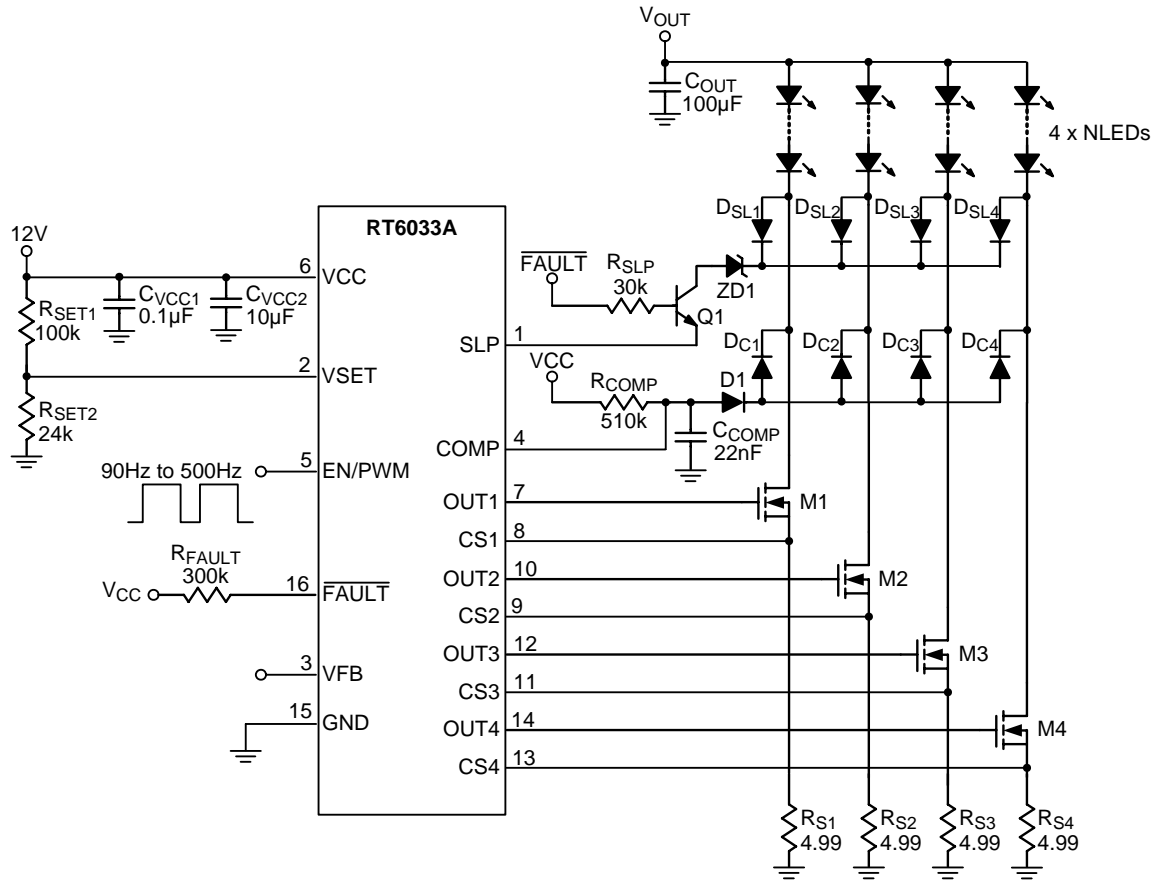 VOUT
COUT
100µF
4 x NLEDs
RT6033A
12V
6
VCC
CVCC1
0.1µF
CVCC2
10µF
RSET1
100k
2
VSET
RSET2
24k
FAULT
RSLP
30k
ZD1
Q1
DSL1
DSL2
DSL3
DSL4
1
SLP
VCC
RCOMP
510k
D1
DC1
DC2
DC3
DC4
CCOMP
22nF
4
COMP
90Hz to 500Hz
5
EN/PWM
OUT1
7
M1
CS1
8
OUT2
10
M2
CS2
9
RFAULT
300k
VCC
16
FAULT
OUT3
12
M3
CS3
11
3
VFB
15
GND
OUT4
14
M4
CS4
13
RS1
4.99
RS2
4.99
RS3
4.99
RS4
4.99